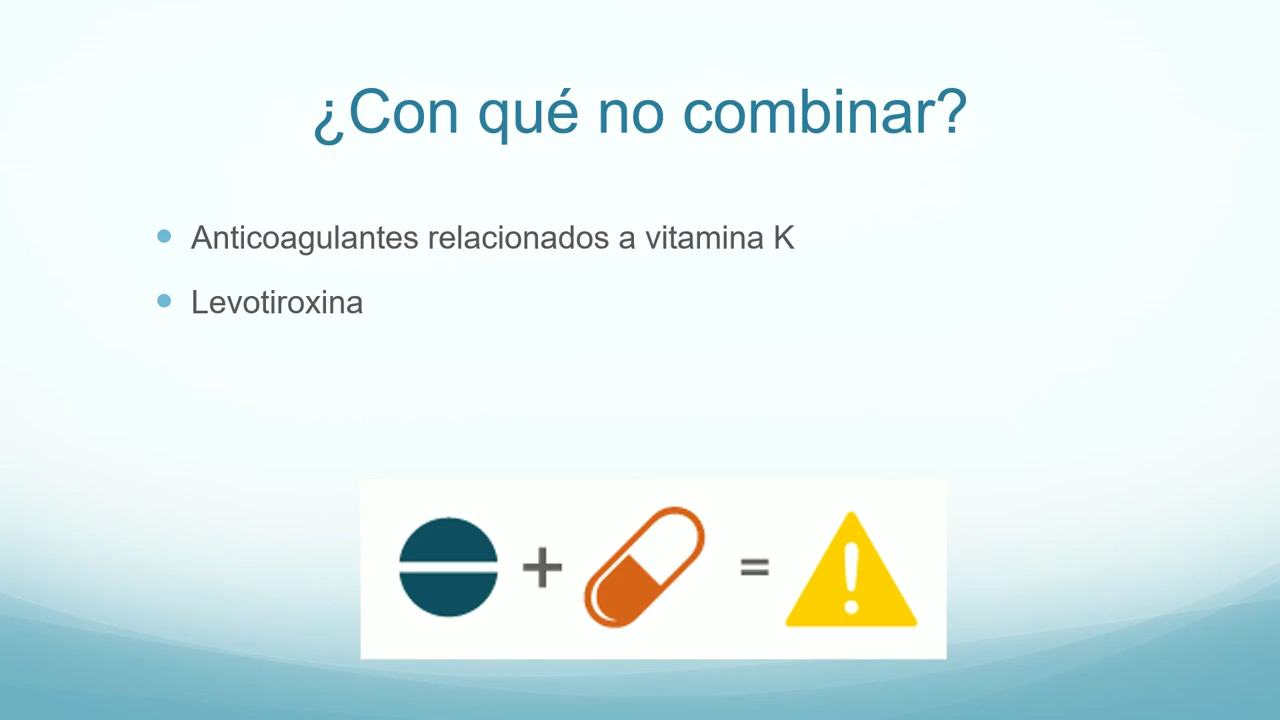 ¿Con qué no combinar?
Anticoagulantes relacionados a vitamina K
Levotiroxina